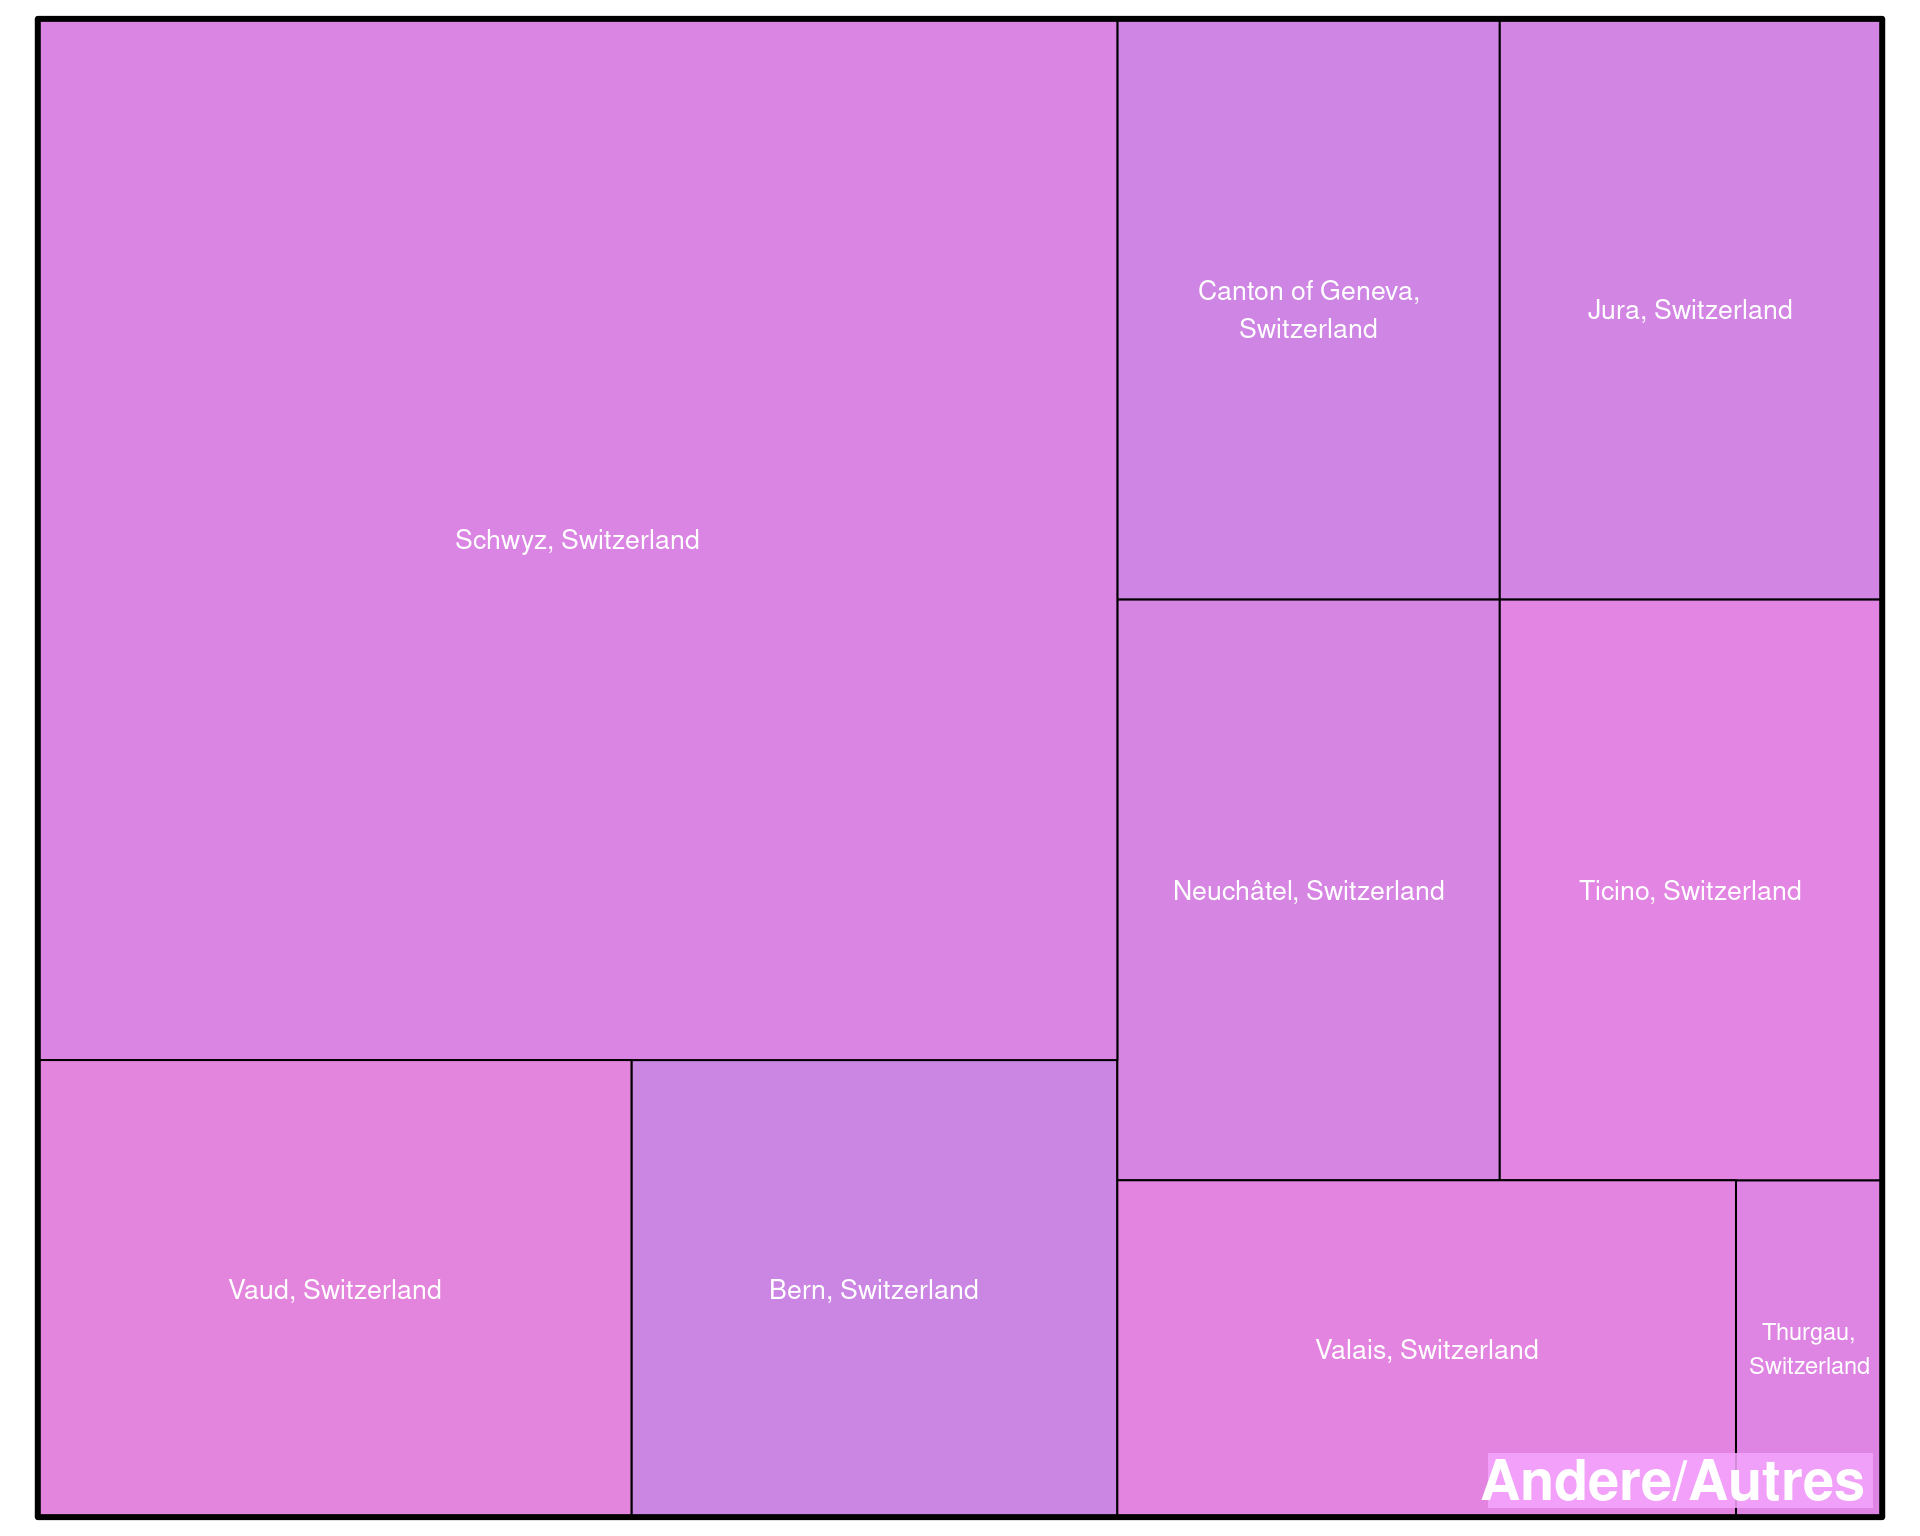 Schwyz, Switzerland
Canton of Geneva,
Switzerland
Jura, Switzerland
Neuchâtel, Switzerland
Ticino, Switzerland
Vaud, Switzerland
Bern, Switzerland
Valais, Switzerland
Thurgau,
Switzerland
Andere/Autres